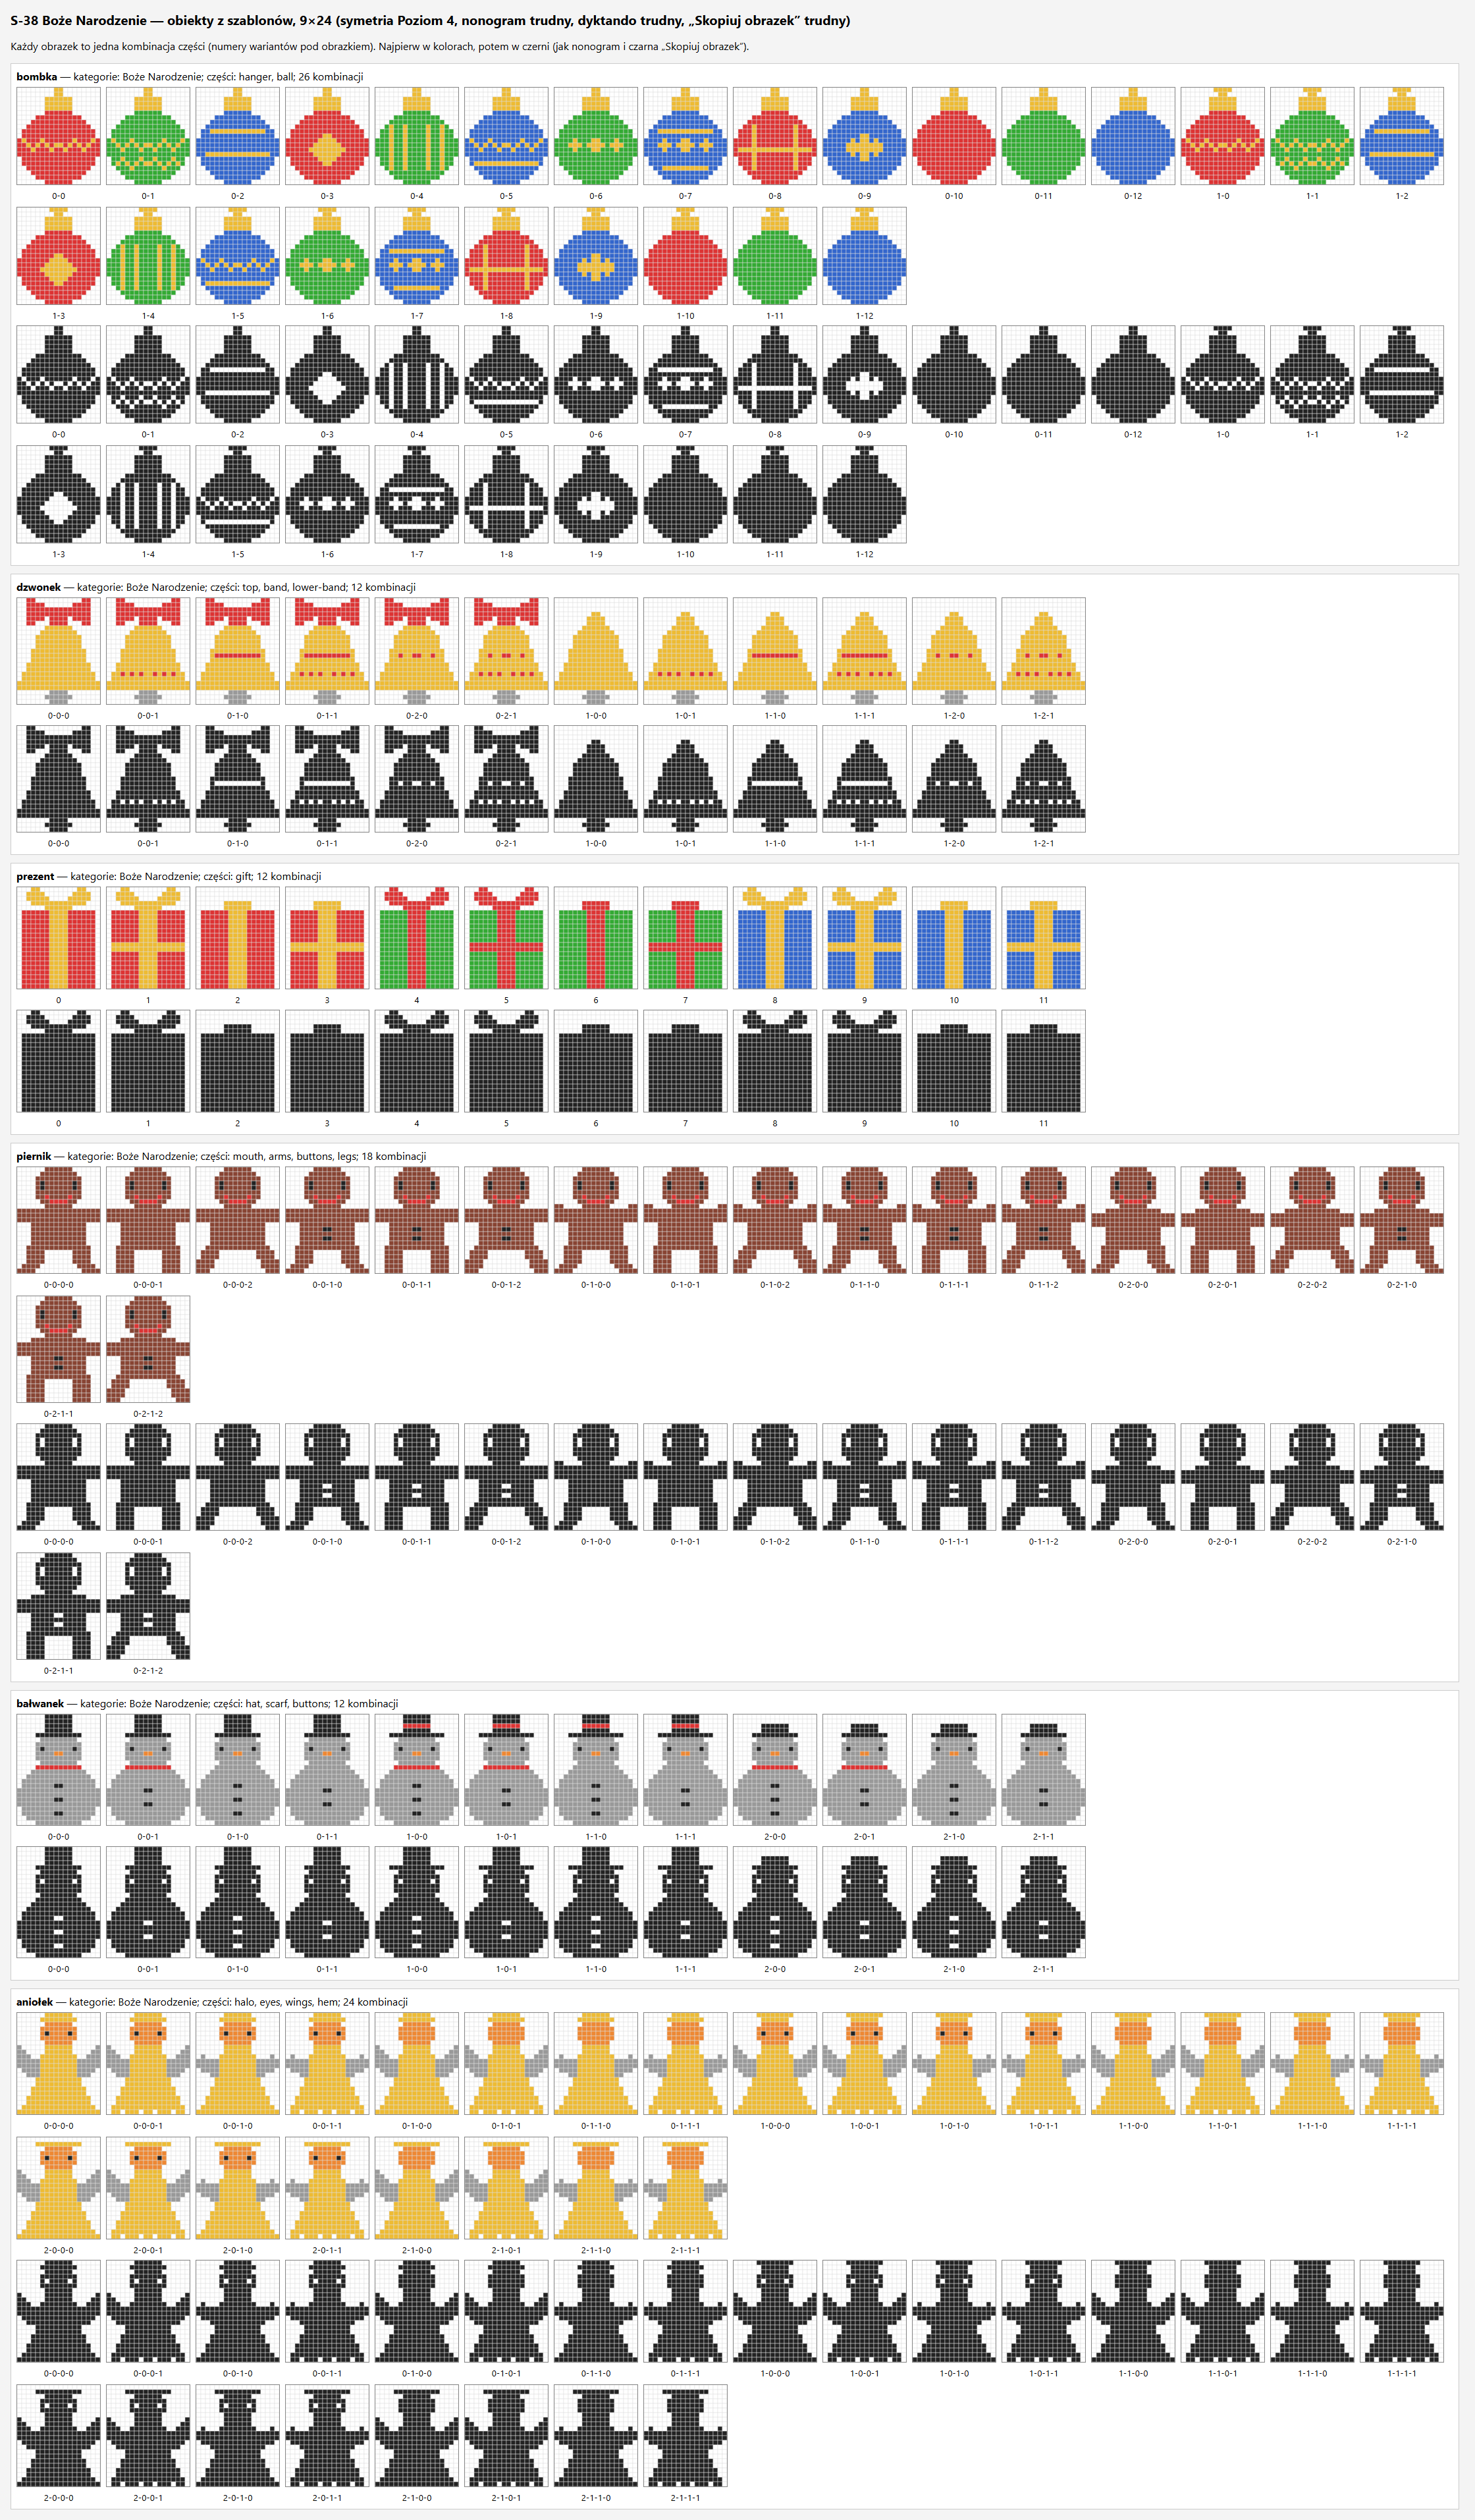 S-38 Boże Narodzenie — obiekty z szablonów, 9×24 (symetria Poziom 4, nonogram trudny, dyktando trudny, „Skopiuj obrazek” trudny)
Każdy obrazek to jedna kombinacja części (numery wariantów pod obrazkiem). Najpierw w kolorach, potem w czerni (jak nonogram i czarna „Skopiuj obrazek”).
bombka — kategorie: Boże Narodzenie; części: hanger, ball; 26 kombinacji
0-0 0-1 0-2 0-3 0-4 0-5 0-6 0-7 0-8 0-9 0-10 0-11 0-12 1-0 1-1 1-2
1-3 1-4 1-5 1-6 1-7 1-8 1-9 1-10 1-11 1-12
0-0 0-1 0-2 0-3 0-4 0-5 0-6 0-7 0-8 0-9 0-10 0-11 0-12 1-0 1-1 1-2
1-3 1-4 1-5 1-6 1-7 1-8 1-9 1-10 1-11 1-12
dzwonek — kategorie: Boże Narodzenie; części: top, band, lower-band; 12 kombinacji
0-0-0 0-0-1 0-1-0 0-1-1 0-2-0 0-2-1 1-0-0 1-0-1 1-1-0 1-1-1 1-2-0 1-2-1
0-0-0 0-0-1 0-1-0 0-1-1 0-2-0 0-2-1 1-0-0 1-0-1 1-1-0 1-1-1 1-2-0 1-2-1
prezent — kategorie: Boże Narodzenie; części: gift; 12 kombinacji
0 1 2 3 4 5 6 7 8 9 10 11
0 1 2 3 4 5 6 7 8 9 10 11
piernik — kategorie: Boże Narodzenie; części: mouth, arms, buttons, legs; 18 kombinacji
0-0-0-0 0-0-0-1 0-0-0-2 0-0-1-0 0-0-1-1 0-0-1-2 0-1-0-0 0-1-0-1 0-1-0-2 0-1-1-0 0-1-1-1 0-1-1-2 0-2-0-0 0-2-0-1 0-2-0-2 0-2-1-0
0-2-1-1 0-2-1-2
0-0-0-0 0-0-0-1 0-0-0-2 0-0-1-0 0-0-1-1 0-0-1-2 0-1-0-0 0-1-0-1 0-1-0-2 0-1-1-0 0-1-1-1 0-1-1-2 0-2-0-0 0-2-0-1 0-2-0-2 0-2-1-0
0-2-1-1 0-2-1-2
bałwanek — kategorie: Boże Narodzenie; części: hat, scarf, buttons; 12 kombinacji
0-0-0 0-0-1 0-1-0 0-1-1 1-0-0 1-0-1 1-1-0 1-1-1 2-0-0 2-0-1 2-1-0 2-1-1
0-0-0 0-0-1 0-1-0 0-1-1 1-0-0 1-0-1 1-1-0 1-1-1 2-0-0 2-0-1 2-1-0 2-1-1
aniołek — kategorie: Boże Narodzenie; części: halo, eyes, wings, hem; 24 kombinacji
0-0-0-0 0-0-0-1 0-0-1-0 0-0-1-1 0-1-0-0 0-1-0-1 0-1-1-0 0-1-1-1 1-0-0-0 1-0-0-1 1-0-1-0 1-0-1-1 1-1-0-0 1-1-0-1 1-1-1-0 1-1-1-1
2-0-0-0 2-0-0-1 2-0-1-0 2-0-1-1 2-1-0-0 2-1-0-1 2-1-1-0 2-1-1-1
0-0-0-0 0-0-0-1 0-0-1-0 0-0-1-1 0-1-0-0 0-1-0-1 0-1-1-0 0-1-1-1 1-0-0-0 1-0-0-1 1-0-1-0 1-0-1-1 1-1-0-0 1-1-0-1 1-1-1-0 1-1-1-1
2-0-0-0 2-0-0-1 2-0-1-0 2-0-1-1 2-1-0-0 2-1-0-1 2-1-1-0 2-1-1-1